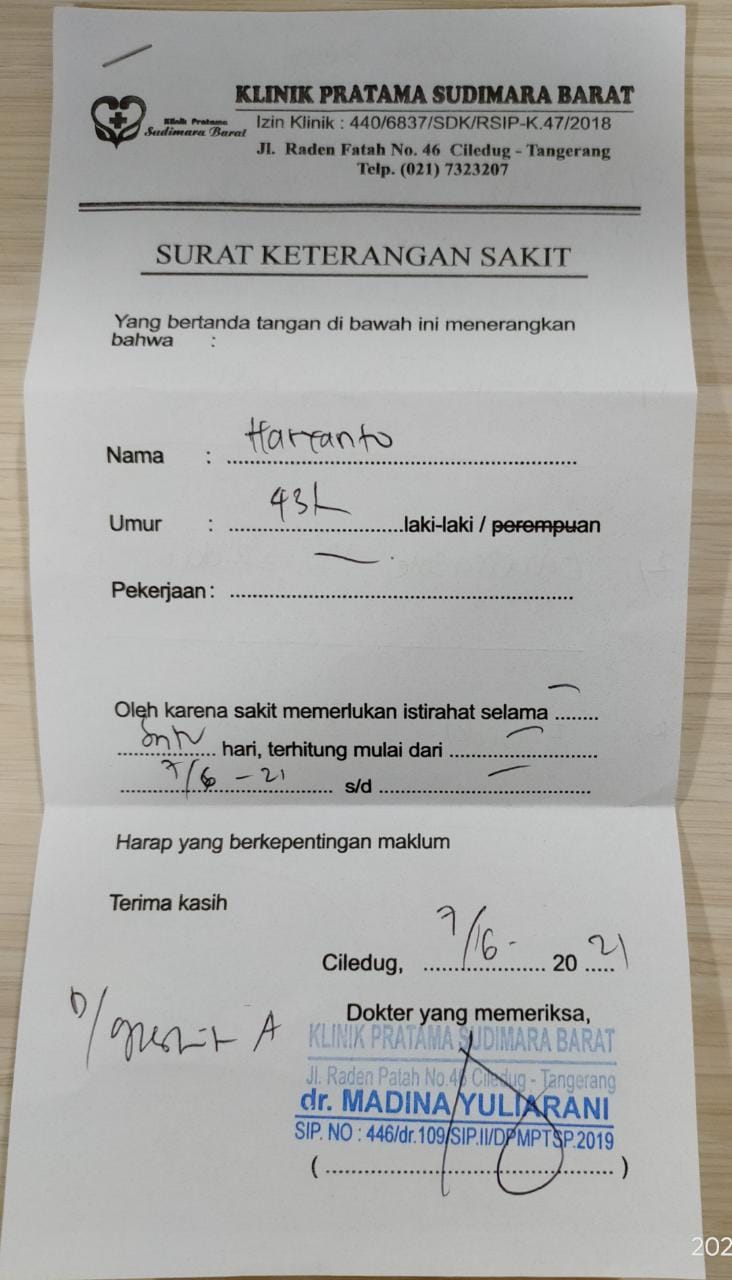 KLINIK PRATAMA SUDIMARA BARAT
Klinik Pratama
Sudimara Barat
Izin Klinik : 440/6837/SDK/RSIP-K.47/2018
Jl. Raden Fatah No. 46 Ciledug - Tangerang
Telp. (021) 7323207
SURAT KETERANGAN SAKIT
Yang bertanda tangan di bawah ini menerangkan
bahwa :
Nama : Haryanto
Umur : 43 laki-laki / perempuan
Pekerjaan : —
Oleh karena sakit memerlukan istirahat selama ........
............... hari, terhitung mulai dari ......................
7/6 - 21 s/d ................................
Harap yang berkepentingan maklum
Terima kasih
Ciledug, 7/6 - 20 21
Dokter yang memeriksa,
D/ A
KLINIK PRATAMA SUDIMARA BARAT
Jl. Raden Patah No.46 Ciledug - Tangerang
dr. MADINA YULIARANI
SIP. NO : 446/dr.109/SIP.II/DPMPTSP.2019
( ........................................... )
202